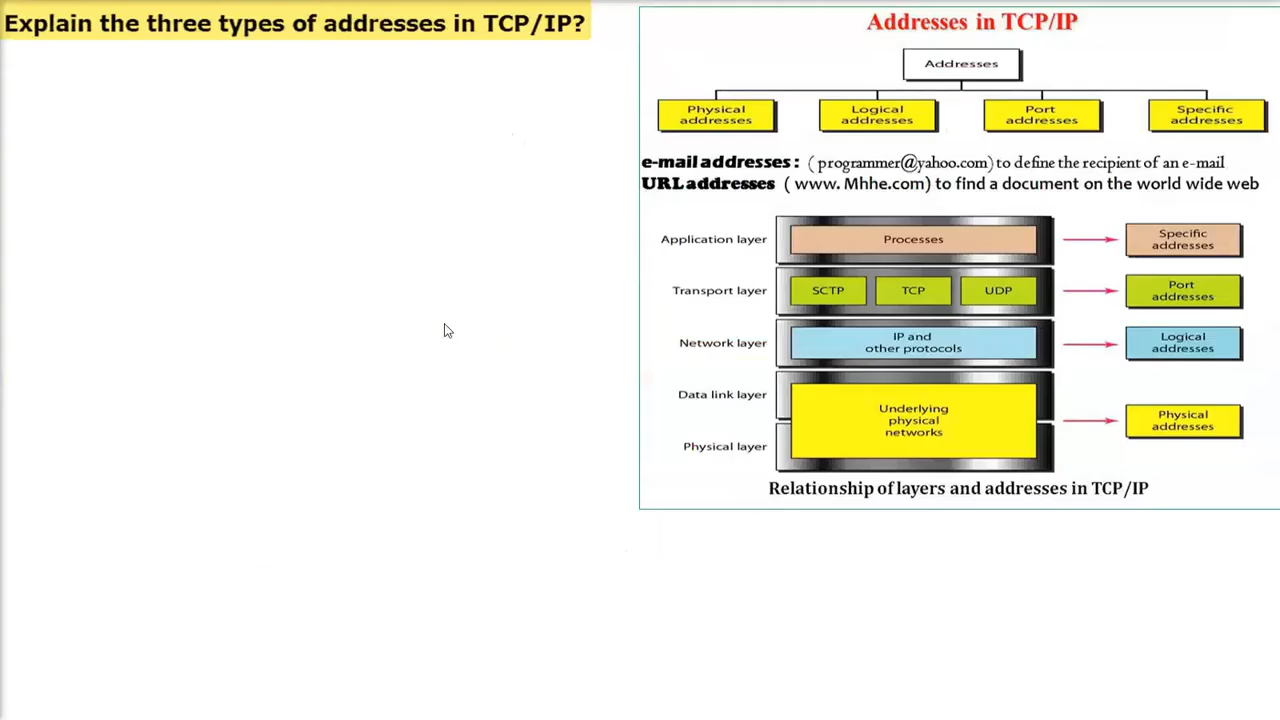 Explain the three types of addresses in TCP/IP?
Addresses in TCP/IP
Addresses
Physical
addresses
Logical
addresses
Port
addresses
Specific
addresses
e-mail addresses : ( programmer@yahoo.com) to define the recipient of an e-mail
URL addresses ( www. Mhhe.com) to find a document on the world wide web
Application layer
Processes
Specific
addresses
Transport layer
SCTP
TCP
UDP
Port
addresses
Network layer
IP and
other protocols
Logical
addresses
Data link layer
Underlying
physical
networks
Physical
addresses
Physical layer
Relationship of layers and addresses in TCP/IP